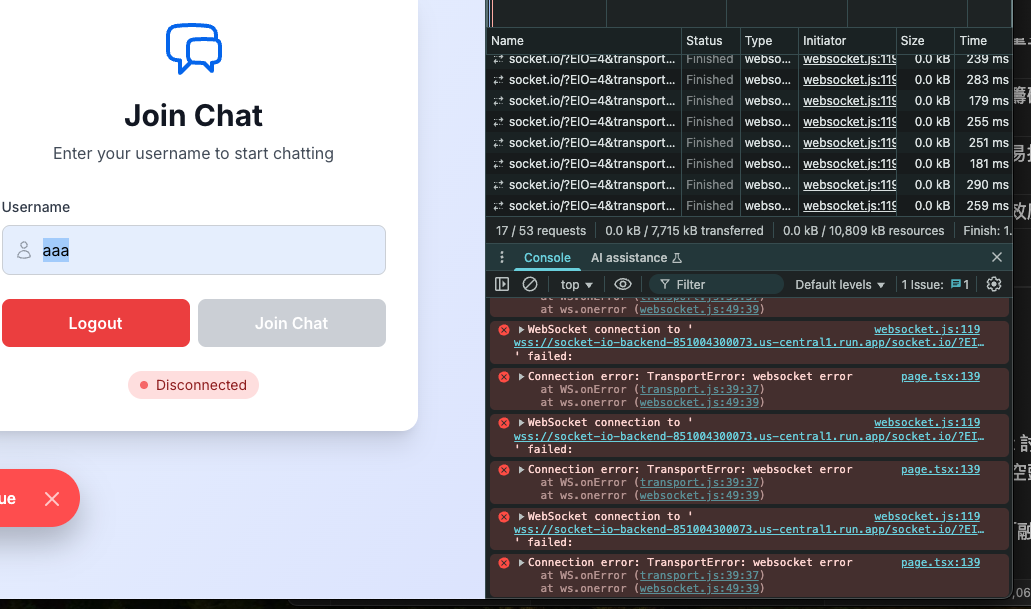 Join Chat
Enter your username to start chatting
Username
aaa
Logout
Join Chat
Disconnected
ue
Name Status Type Initiator Size Time
socket.io/?EIO=4&transport... Finished webso... websocket.js:119 0.0 kB 239 ms
socket.io/?EIO=4&transport... Finished webso... websocket.js:119 0.0 kB 283 ms
socket.io/?EIO=4&transport... Finished webso... websocket.js:119 0.0 kB 179 ms
socket.io/?EIO=4&transport... Finished webso... websocket.js:119 0.0 kB 255 ms
socket.io/?EIO=4&transport... Finished webso... websocket.js:119 0.0 kB 251 ms
socket.io/?EIO=4&transport... Finished webso... websocket.js:119 0.0 kB 181 ms
socket.io/?EIO=4&transport... Finished webso... websocket.js:119 0.0 kB 290 ms
socket.io/?EIO=4&transport... Finished webso... websocket.js:119 0.0 kB 259 ms
17 / 53 requests 0.0 kB / 7,715 kB transferred 0.0 kB / 10,809 kB resources Finish: 1.
Console AI assistance
top Filter Default levels 1 Issue: 1
at WS.onError (transport.js:39:37)
at ws.onerror (websocket.js:49:39)
WebSocket connection to ' websocket.js:119
wss://socket-io-backend-851004300073.us-central1.run.app/socket.io/?EI…
' failed:
Connection error: TransportError: websocket error page.tsx:139
at WS.onError (transport.js:39:37)
at ws.onerror (websocket.js:49:39)
WebSocket connection to ' websocket.js:119
wss://socket-io-backend-851004300073.us-central1.run.app/socket.io/?EI…
' failed:
Connection error: TransportError: websocket error page.tsx:139
at WS.onError (transport.js:39:37)
at ws.onerror (websocket.js:49:39)
WebSocket connection to ' websocket.js:119
wss://socket-io-backend-851004300073.us-central1.run.app/socket.io/?EI…
' failed:
Connection error: TransportError: websocket error page.tsx:139
at WS.onError (transport.js:39:37)
at ws.onerror (websocket.js:49:39)